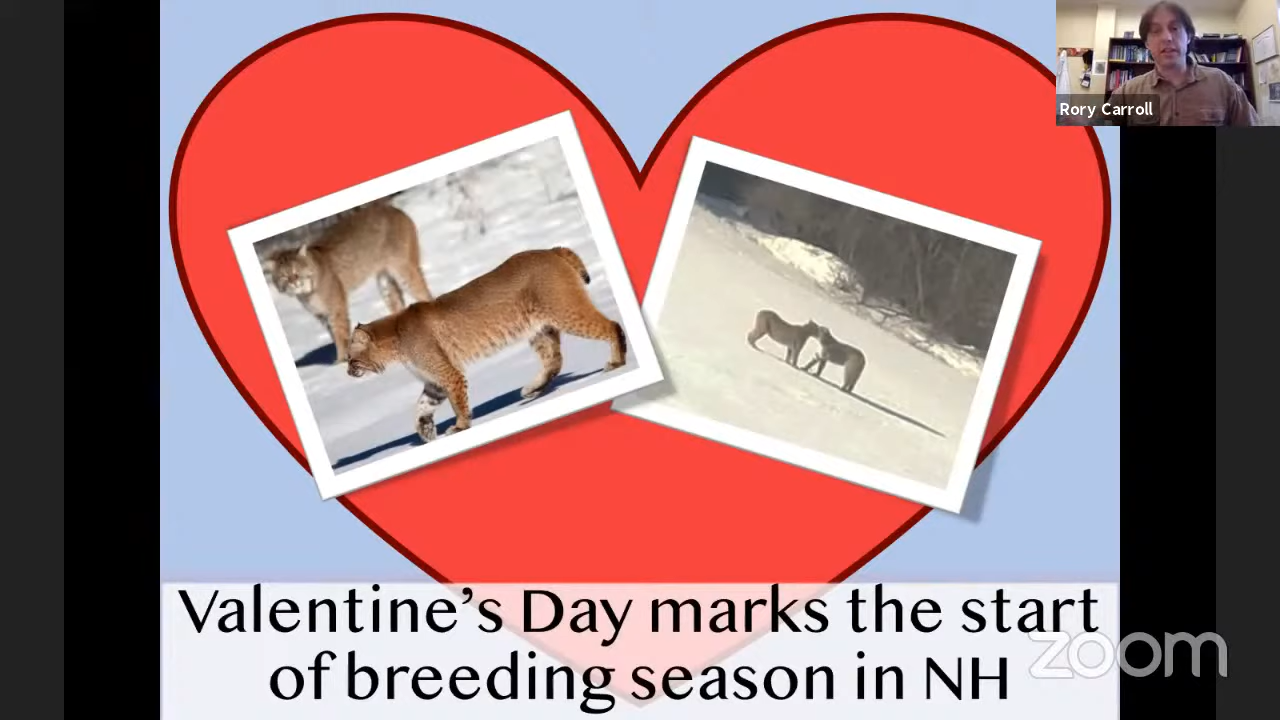 Rory Carroll
Valentine's Day marks the start
of breeding season in NH
zoom